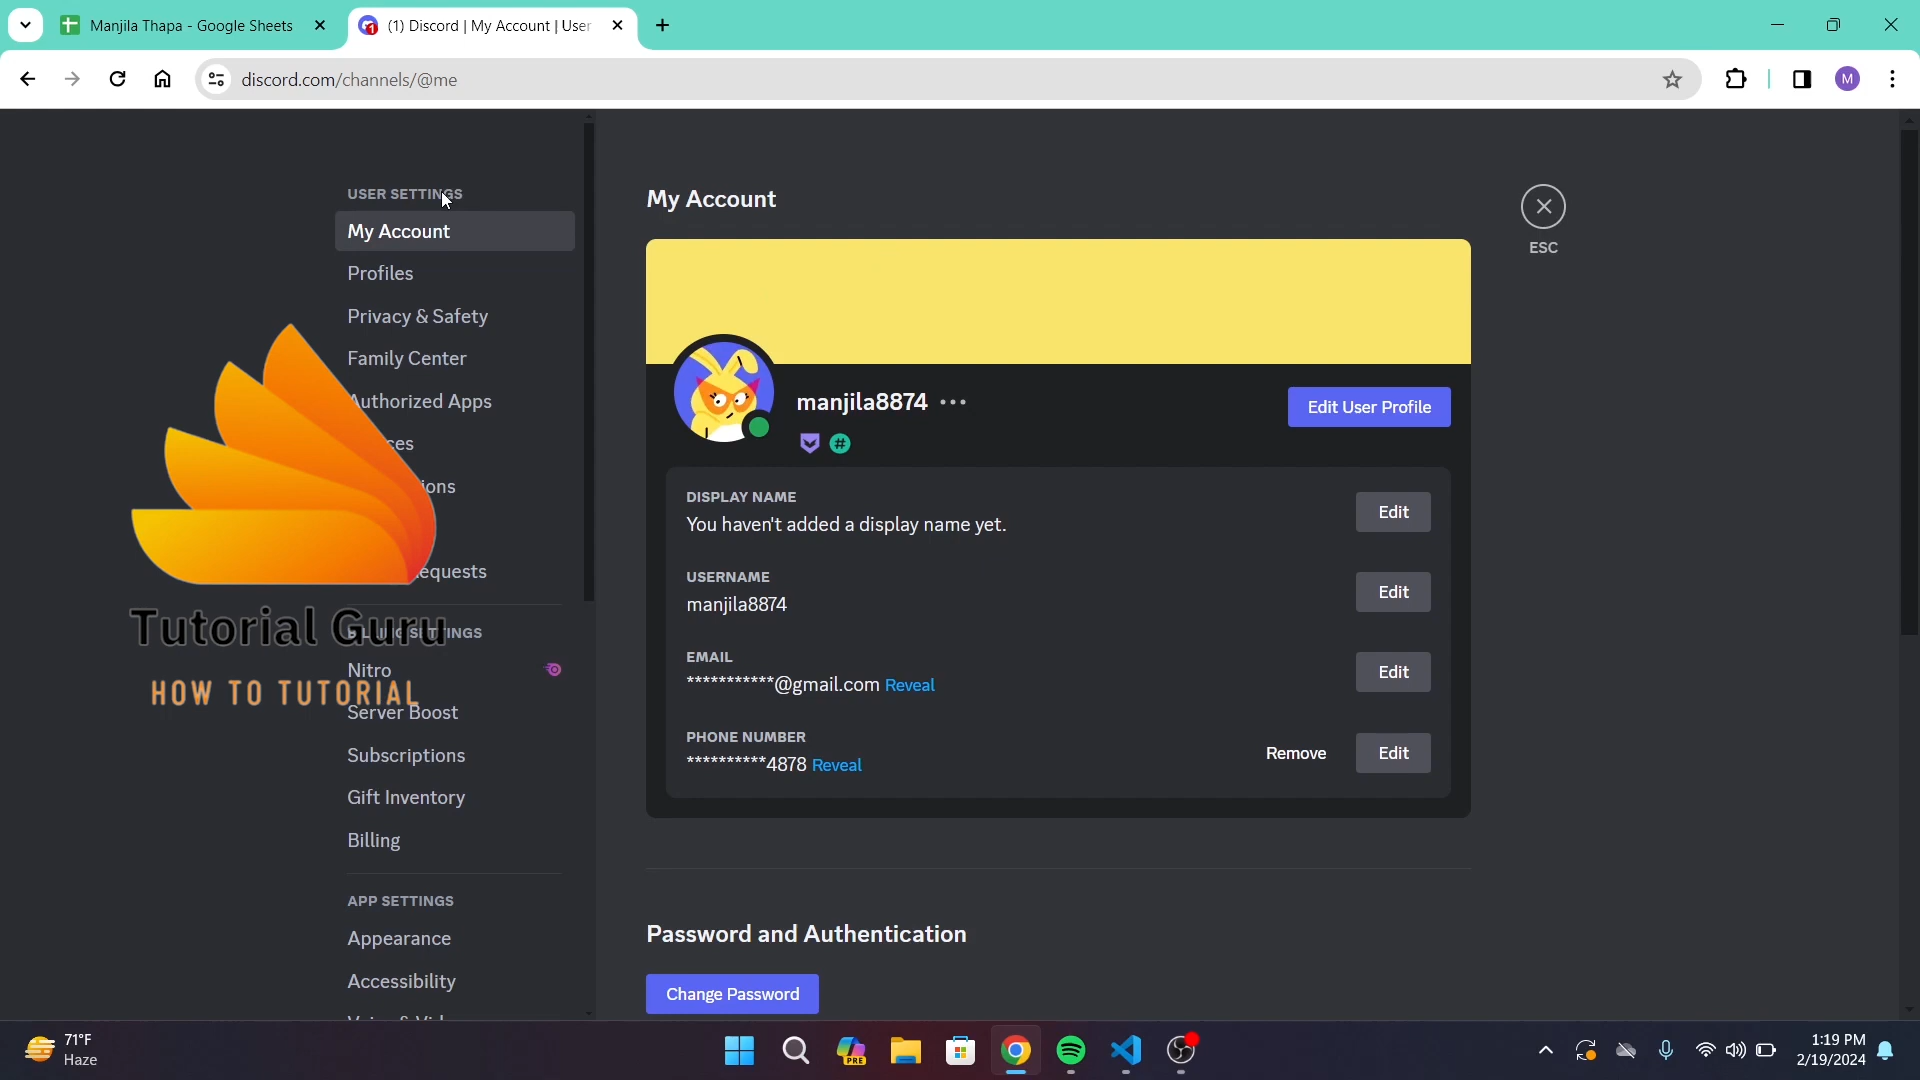 Manjila Thapa - Google Sheets
(1) Discord | My Account | User
discord.com/channels/@me
M
USER SETTINGS
My Account
Profiles
Privacy & Safety
Family Center
Authorized Apps
Nitro
Server Boost
Subscriptions
Gift Inventory
Billing
APP SETTINGS
Appearance
Accessibility
Tutorial Guru
HOW TO TUTORIAL
My Account
ESC
manjila8874
Edit User Profile
DISPLAY NAME
You haven't added a display name yet.
Edit
USERNAME
manjila8874
Edit
EMAIL
***********@gmail.com Reveal
Edit
PHONE NUMBER
**********4878 Reveal
Remove
Edit
Password and Authentication
Change Password
71°F
Haze
PRE
1:19 PM
2/19/2024